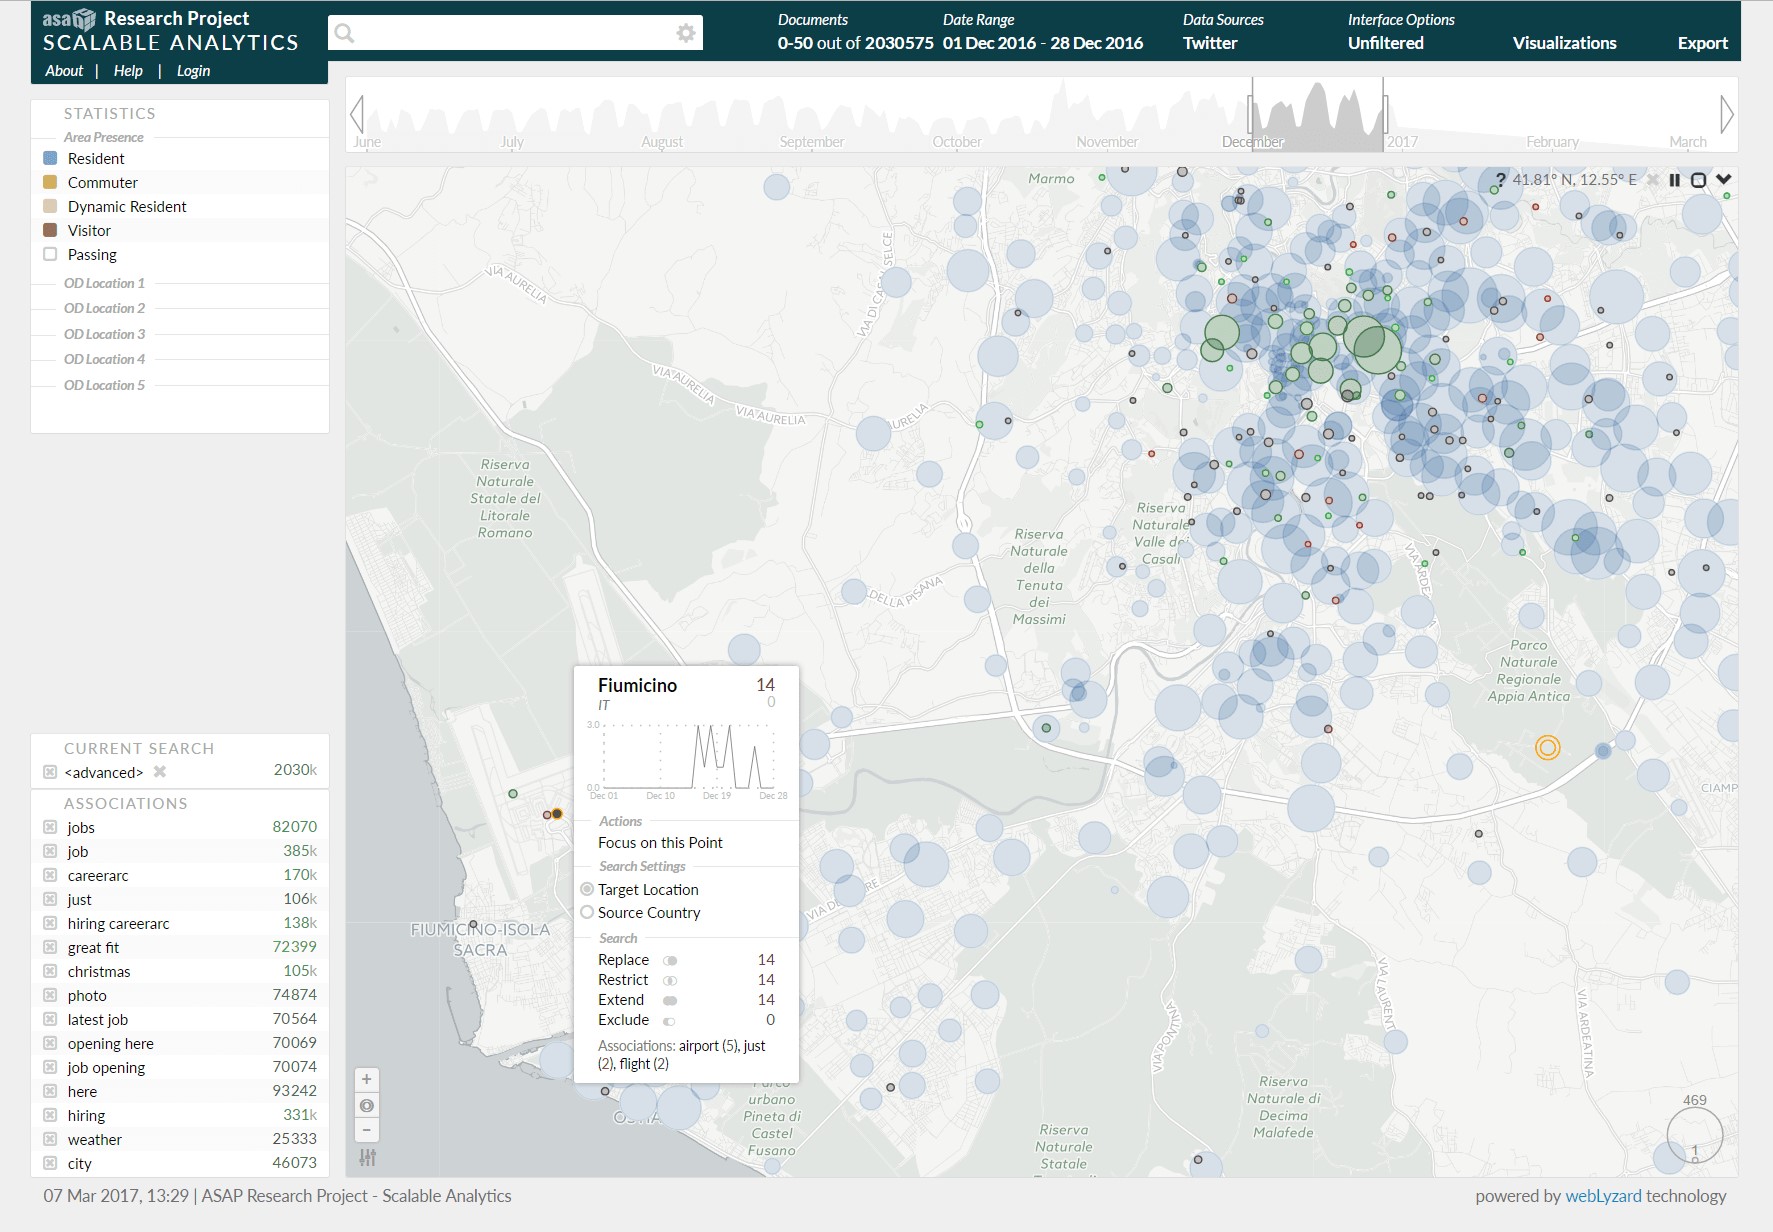 asap Research Project
SCALABLE ANALYTICS
About | Help | Login
Documents
0-50 out of 2030575
Date Range
01 Dec 2016 - 28 Dec 2016
Data Sources
Twitter
Interface Options
Unfiltered
Visualizations
Export
June July August September October November December 2017 February March
STATISTICS
Area Presence
Resident
Commuter
Dynamic Resident
Visitor
Passing
OD Location 1
OD Location 2
OD Location 3
OD Location 4
OD Location 5
CURRENT SEARCH
<advanced> 2030k
ASSOCIATIONS
jobs 82070
job 385k
careerarc 170k
just 106k
hiring careerarc 138k
great fit 72399
christmas 105k
photo 74874
latest job 70564
opening here 70069
job opening 70074
here 93242
hiring 331k
weather 25333
city 46073
? 41.81° N, 12.55° E
Marmo
VIA AURELIA
VIA AURELIA
VIA AURELIA
Riserva
Naturale
Statale del
Litorale
Romano
Riserva
Naturale
Valle dei
Casali
Riserva
Naturale
della
Tenuta
dei
Massimi
DELLA PISANA
Parco
Naturale
Regionale
Appia Antica
CIAMP
FIUMICINO-ISOLA
SACRA
Fiumicino 14
IT 0
3.0
0.0
Dec 01 Dec 10 Dec 19 Dec 28
Actions
Focus on this Point
Search Settings
Target Location
Source Country
Search
Replace 14
Restrict 14
Extend 14
Exclude 0
Associations: airport (5), just
(2), flight (2)
VIA ARDEATINA
urbano
Pineta di
Castel
Fusano
Riserva
Naturale di
Decima
Malafede
Riserva
Naturale
Statale
469
+
-
07 Mar 2017, 13:29 | ASAP Research Project - Scalable Analytics
powered by webLyzard technology